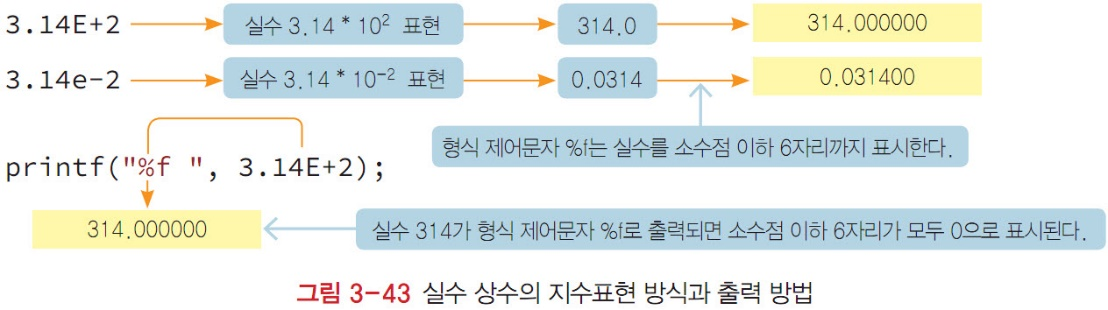 3.14E+2 실수 3.14 * 10² 표현 314.0 314.000000
3.14e-2 실수 3.14 * 10⁻² 표현 0.0314 0.031400
형식 제어문자 %f는 실수를 소수점 이하 6자리까지 표시한다.
printf("%f ", 3.14E+2);
314.000000 실수 314가 형식 제어문자 %f로 출력되면 소수점 이하 6자리가 모두 0으로 표시된다.
그림 3-43 실수 상수의 지수표현 방식과 출력 방법